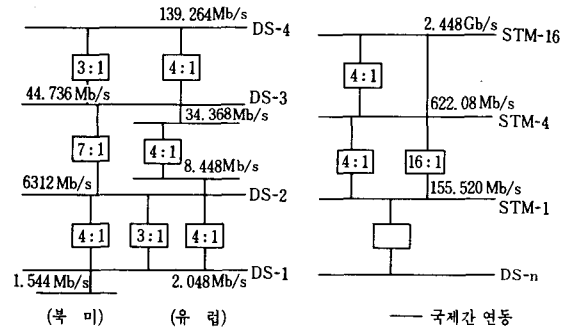 139.264Mb/s
DS-4
3:1
4:1
44.736Mb/s
DS-3
34.368Mb/s
7:1
4:1
8.448Mb/s
6312Mb/s
DS-2
4:1
3:1
4:1
DS-1
1.544Mb/s
2.048Mb/s
(북 미)
(유 럽)
2.448Gb/s
STM-16
4:1
622.08Mb/s
STM-4
4:1
16:1
155.520Mb/s
STM-1
DS-n
국제간 연동